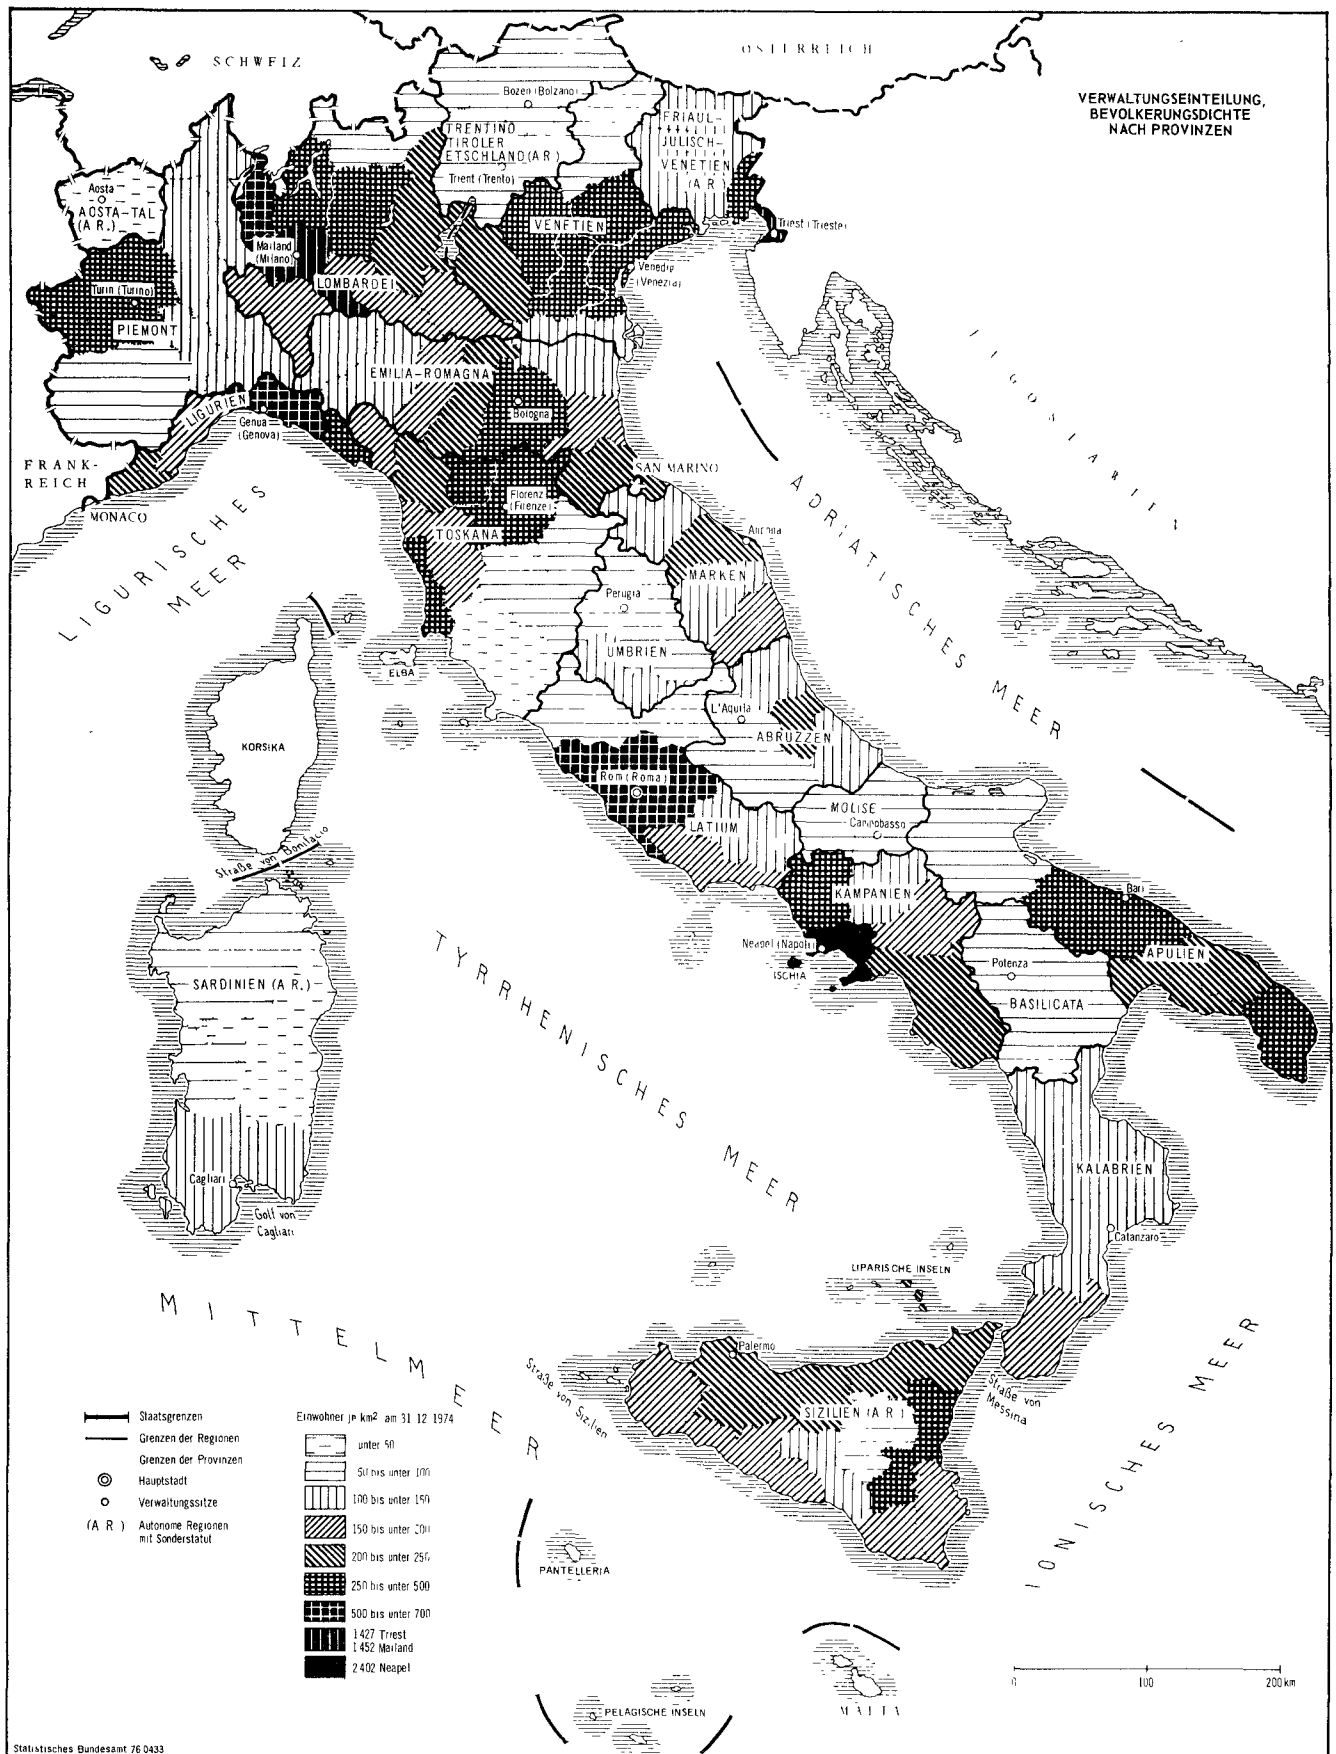 SCHWEIZ
ÖSTERREICH
VERWALTUNGSEINTEILUNG,
BEVÖLKERUNGSDICHTE
NACH PROVINZEN
Bozen (Bolzano)
TRENTINO
TIROLER
ETSCHLAND (A R)
Trient (Trento)
FRIAUL-
JULISCH-
VENETIEN
(A R)
Aosta
AOSTA-TAL
(A R.)
VENETIEN
Triest (Trieste)
Mailand
(Milano)
LOMBARDEI
Venedig
(Venezia)
Turin (Turino)
PIEMONT
EMILIA-ROMAGNA
JUGOSLAWIEN
LIGURIEN
Genua
(Genova)
Bologna
FRANK-
REICH
MONACO
SAN MARINO
Florenz
(Firenze)
TOSKANA
Ancona
MARKEN
ADRIATISCHES MEER
LIGURISCHES
MEER
Perugia
UMBRIEN
ELBA
KORSIKA
L'Aquila
ABRUZZEN
Rom (Roma)
LATIUM
MOLISE
Campobasso
Straße von Bonifacio
KAMPANIEN
Bari
Neapel (Napoli)
ISCHIA
APULIEN
Potenza
BASILICATA
SARDINIEN (A R.)
TYRRHENISCHES MEER
Cagliari
Golf von
Cagliari
KALABRIEN
Catanzaro
LIPARISCHE INSELN
MITTELMEER
Palermo
Straße von Sizilien
SIZILIEN (A R)
Straße von
Messina
IONISCHES MEER
PANTELLERIA
PELAGISCHE INSELN
MALTA
Staatsgrenzen
Grenzen der Regionen
Grenzen der Provinzen
Hauptstadt
Verwaltungssitze
(A R) Autonome Regionen
mit Sonderstatut
Einwohner je km² am 31 12 1974
unter 50
50 bis unter 100
100 bis unter 150
150 bis unter 200
200 bis unter 250
250 bis unter 500
500 bis unter 700
1 427 Triest
1 452 Mailand
2 402 Neapel
0 100 200 km
Statistisches Bundesamt 76 0433